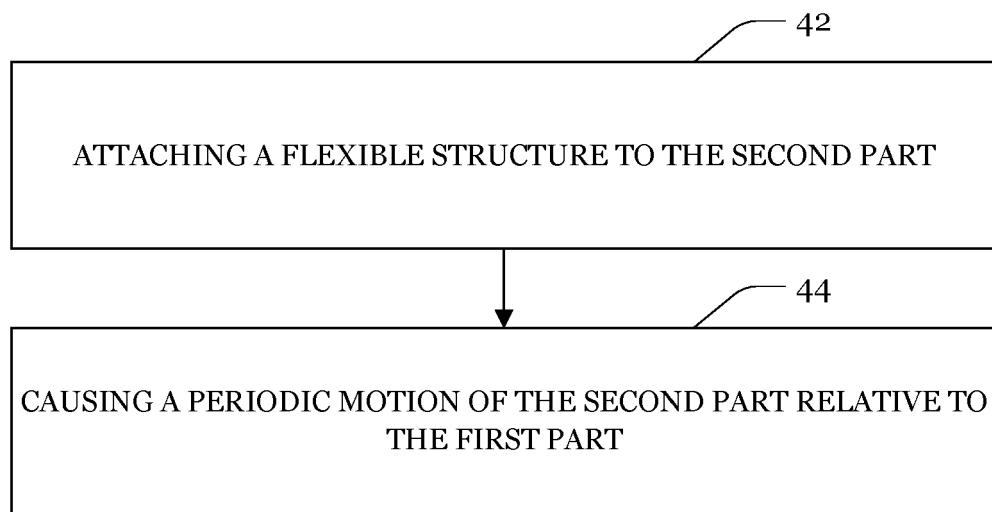 42
ATTACHING A FLEXIBLE STRUCTURE TO THE SECOND PART
44
CAUSING A PERIODIC MOTION OF THE SECOND PART RELATIVE TO
THE FIRST PART